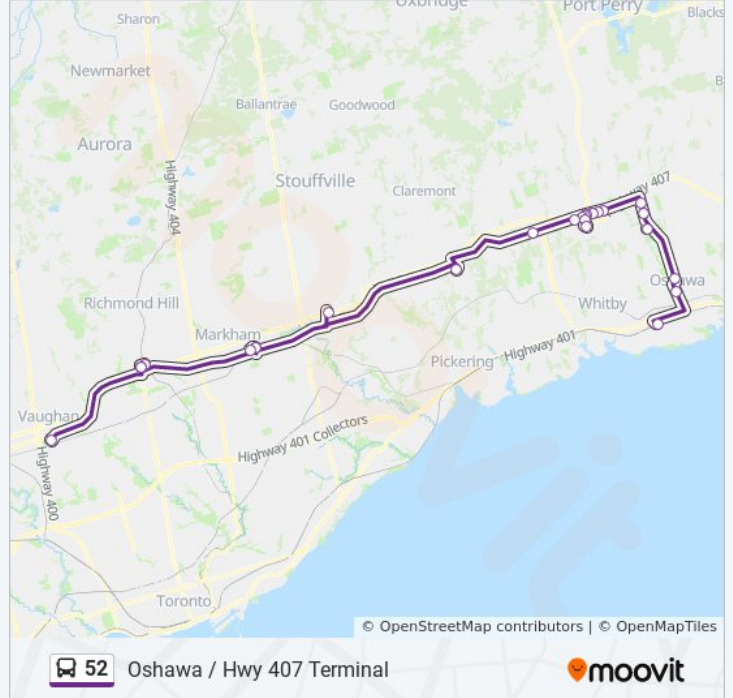 Uxbridge
Port Perry
Sharon
Blacks
Newmarket
Ballantrae
Goodwood
B
Aurora
Highway 404
Stouffville
Claremont
way 407
Richmond Hill
Oshawa
Whitby
Markham
Highway 401
Pickering
Vaughan
Highway 401 Collectors
Highway 400
Toronto
© OpenStreetMap contributors | © OpenMapTiles
52 Oshawa / Hwy 407 Terminal
moovit